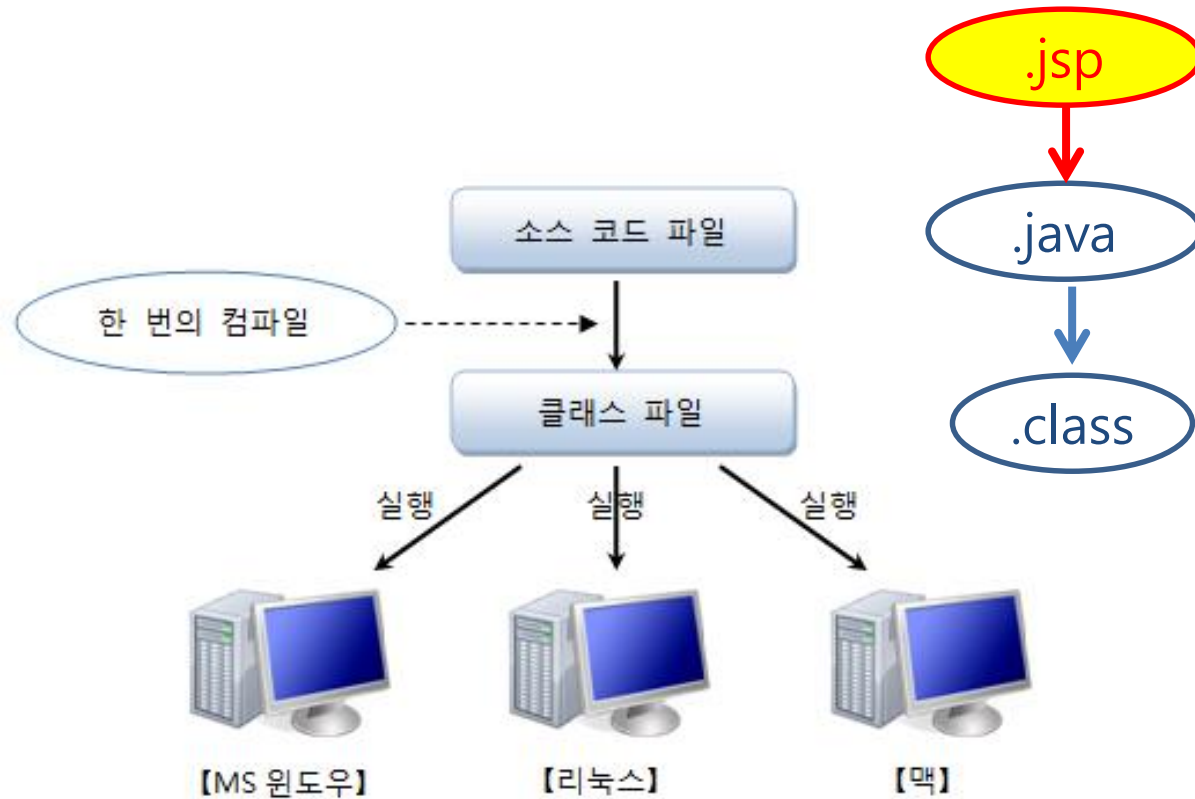 .jsp
.java
.class
소스 코드 파일
한 번의 컴파일
클래스 파일
실행
실행
실행
【MS 윈도우】
【리눅스】
【맥】